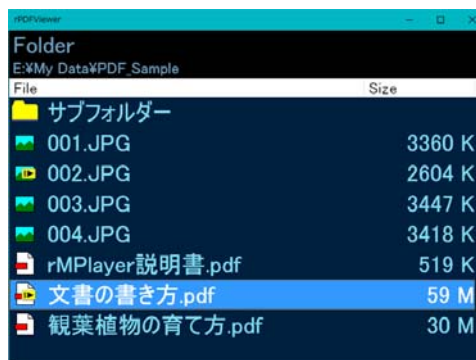 rPDFViewer
Folder
E:¥My Data¥PDF_Sample
File Size
サブフォルダー
001.JPG 3360 K
002.JPG 2604 K
003.JPG 3447 K
004.JPG 3418 K
rMPlayer説明書.pdf 519 K
文書の書き方.pdf 59 M
観葉植物の育て方.pdf 30 M